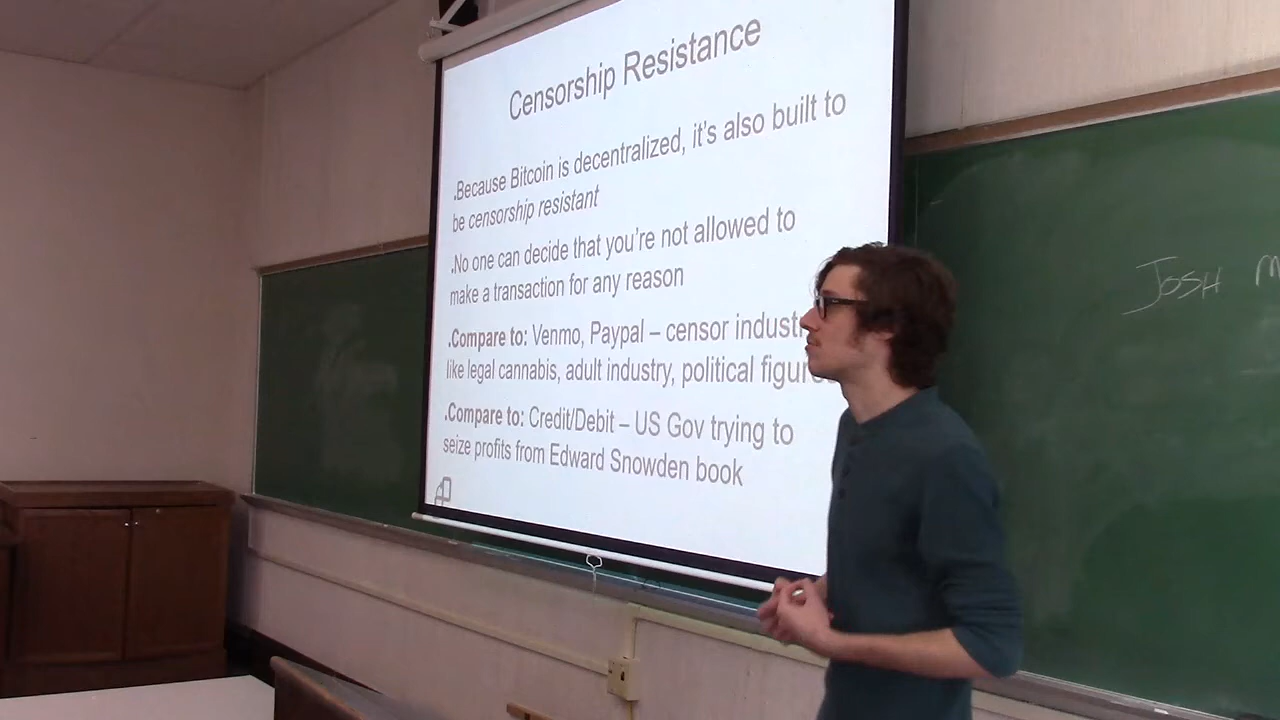 Censorship Resistance
.Because Bitcoin is decentralized, it's also built to
be censorship resistant
.No one can decide that you're not allowed to
make a transaction for any reason
.Compare to: Venmo, Paypal – censor
like legal cannabis, adult industry, political
.Compare to: Credit/Debit – US Gov trying to
seize profits from Edward Snowden book
JOSH M